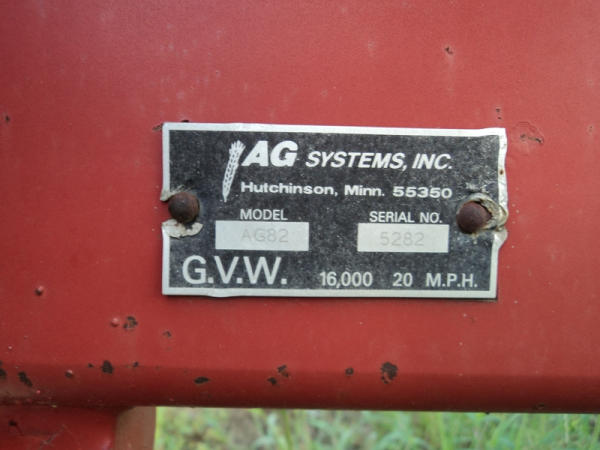 AG SYSTEMS, INC.
Hutchinson, Minn. 55350
MODEL SERIAL NO.
AG82 5282
G.V.W. 16,000 20 M.P.H.